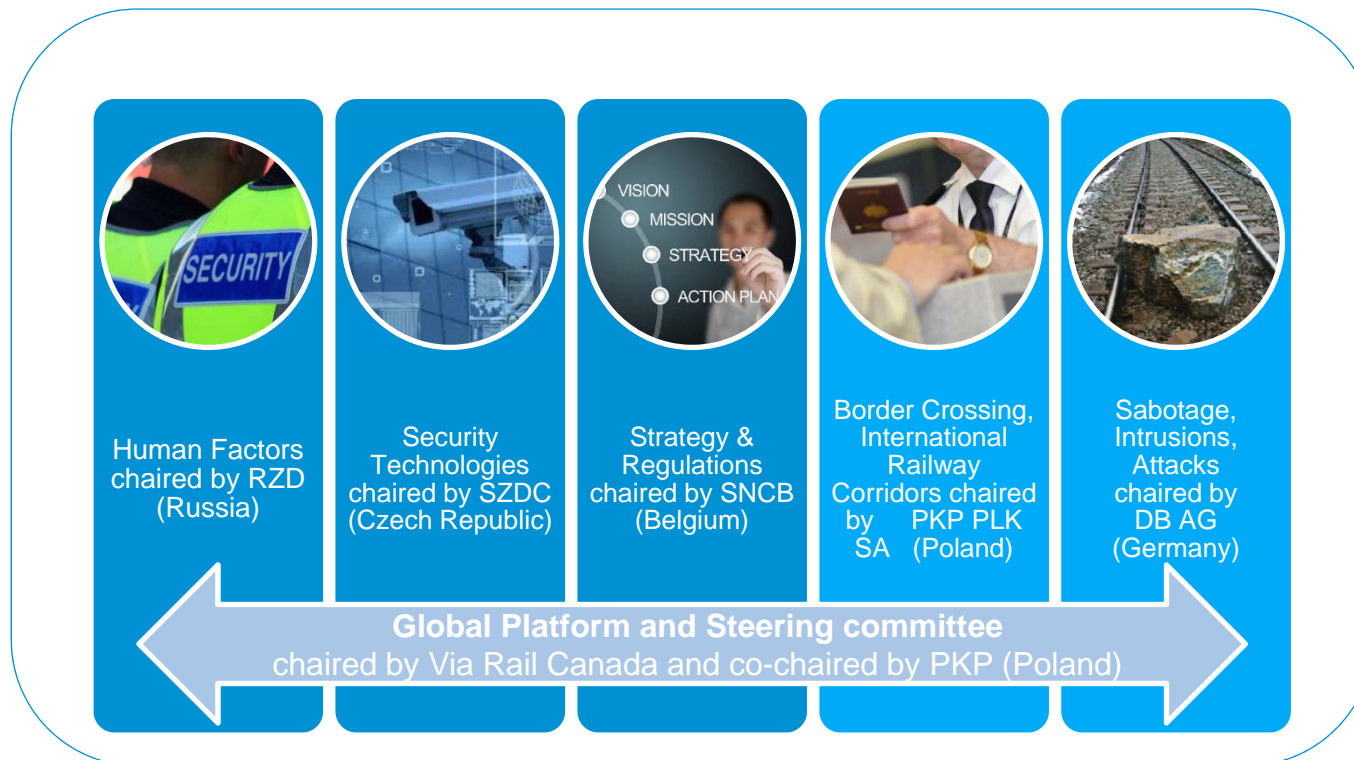 SECURITY
VISION
MISSION
STRATEGY
ACTION PLAN
Human Factors
chaired by RZD
(Russia)
Security
Technologies
chaired by SZDC
(Czech Republic)
Strategy &
Regulations
chaired by SNCB
(Belgium)
Border Crossing,
International
Railway
Corridors chaired
by PKP PLK
SA (Poland)
Sabotage,
Intrusions,
Attacks
chaired by
DB AG
(Germany)
Global Platform and Steering committee
chaired by Via Rail Canada and co-chaired by PKP (Poland)